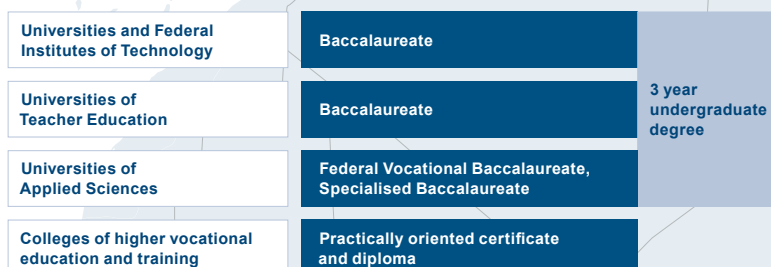 Universities and Federal
Institutes of Technology
Baccalaureate
Universities of
Teacher Education
Baccalaureate
3 year
undergraduate
degree
Universities of
Applied Sciences
Federal Vocational Baccalaureate,
Specialised Baccalaureate
Colleges of higher vocational
education and training
Practically oriented certificate
and diploma